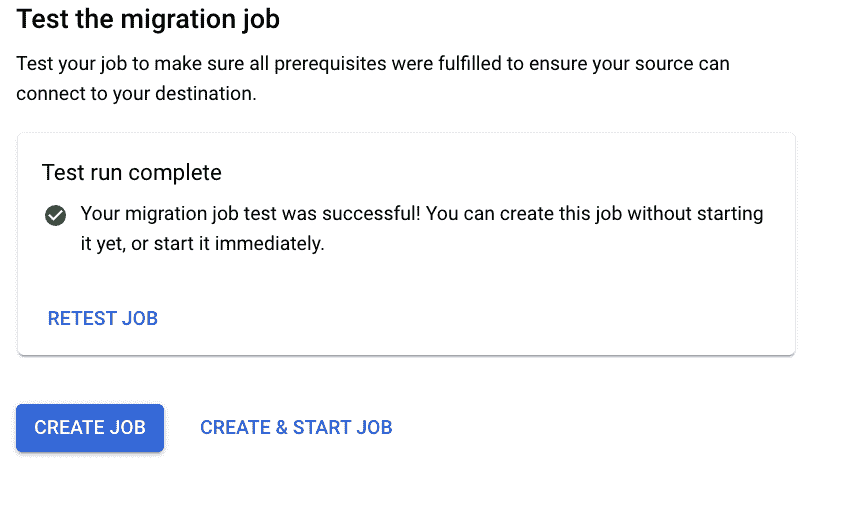 Test the migration job
Test your job to make sure all prerequisites were fulfilled to ensure your source can
connect to your destination.
Test run complete
Your migration job test was successful! You can create this job without starting
it yet, or start it immediately.
RETEST JOB
CREATE JOB
CREATE & START JOB